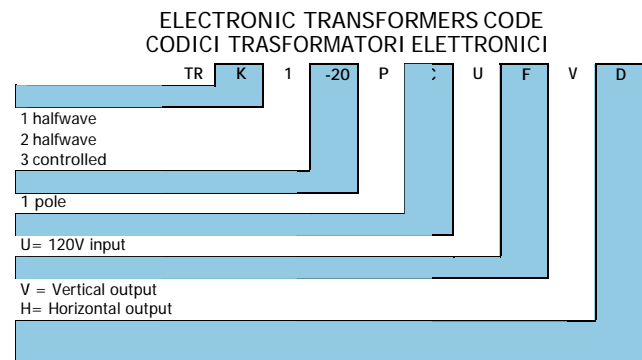 ELECTRONIC TRANSFORMERS CODE
CODICI TRASFORMATORI ELETTRONICI
TR K 1 -20 P C U F V D
1 halfwave
2 halfwave
3 controlled
1 pole
U= 120V input
V = Vertical output
H= Horizontal output